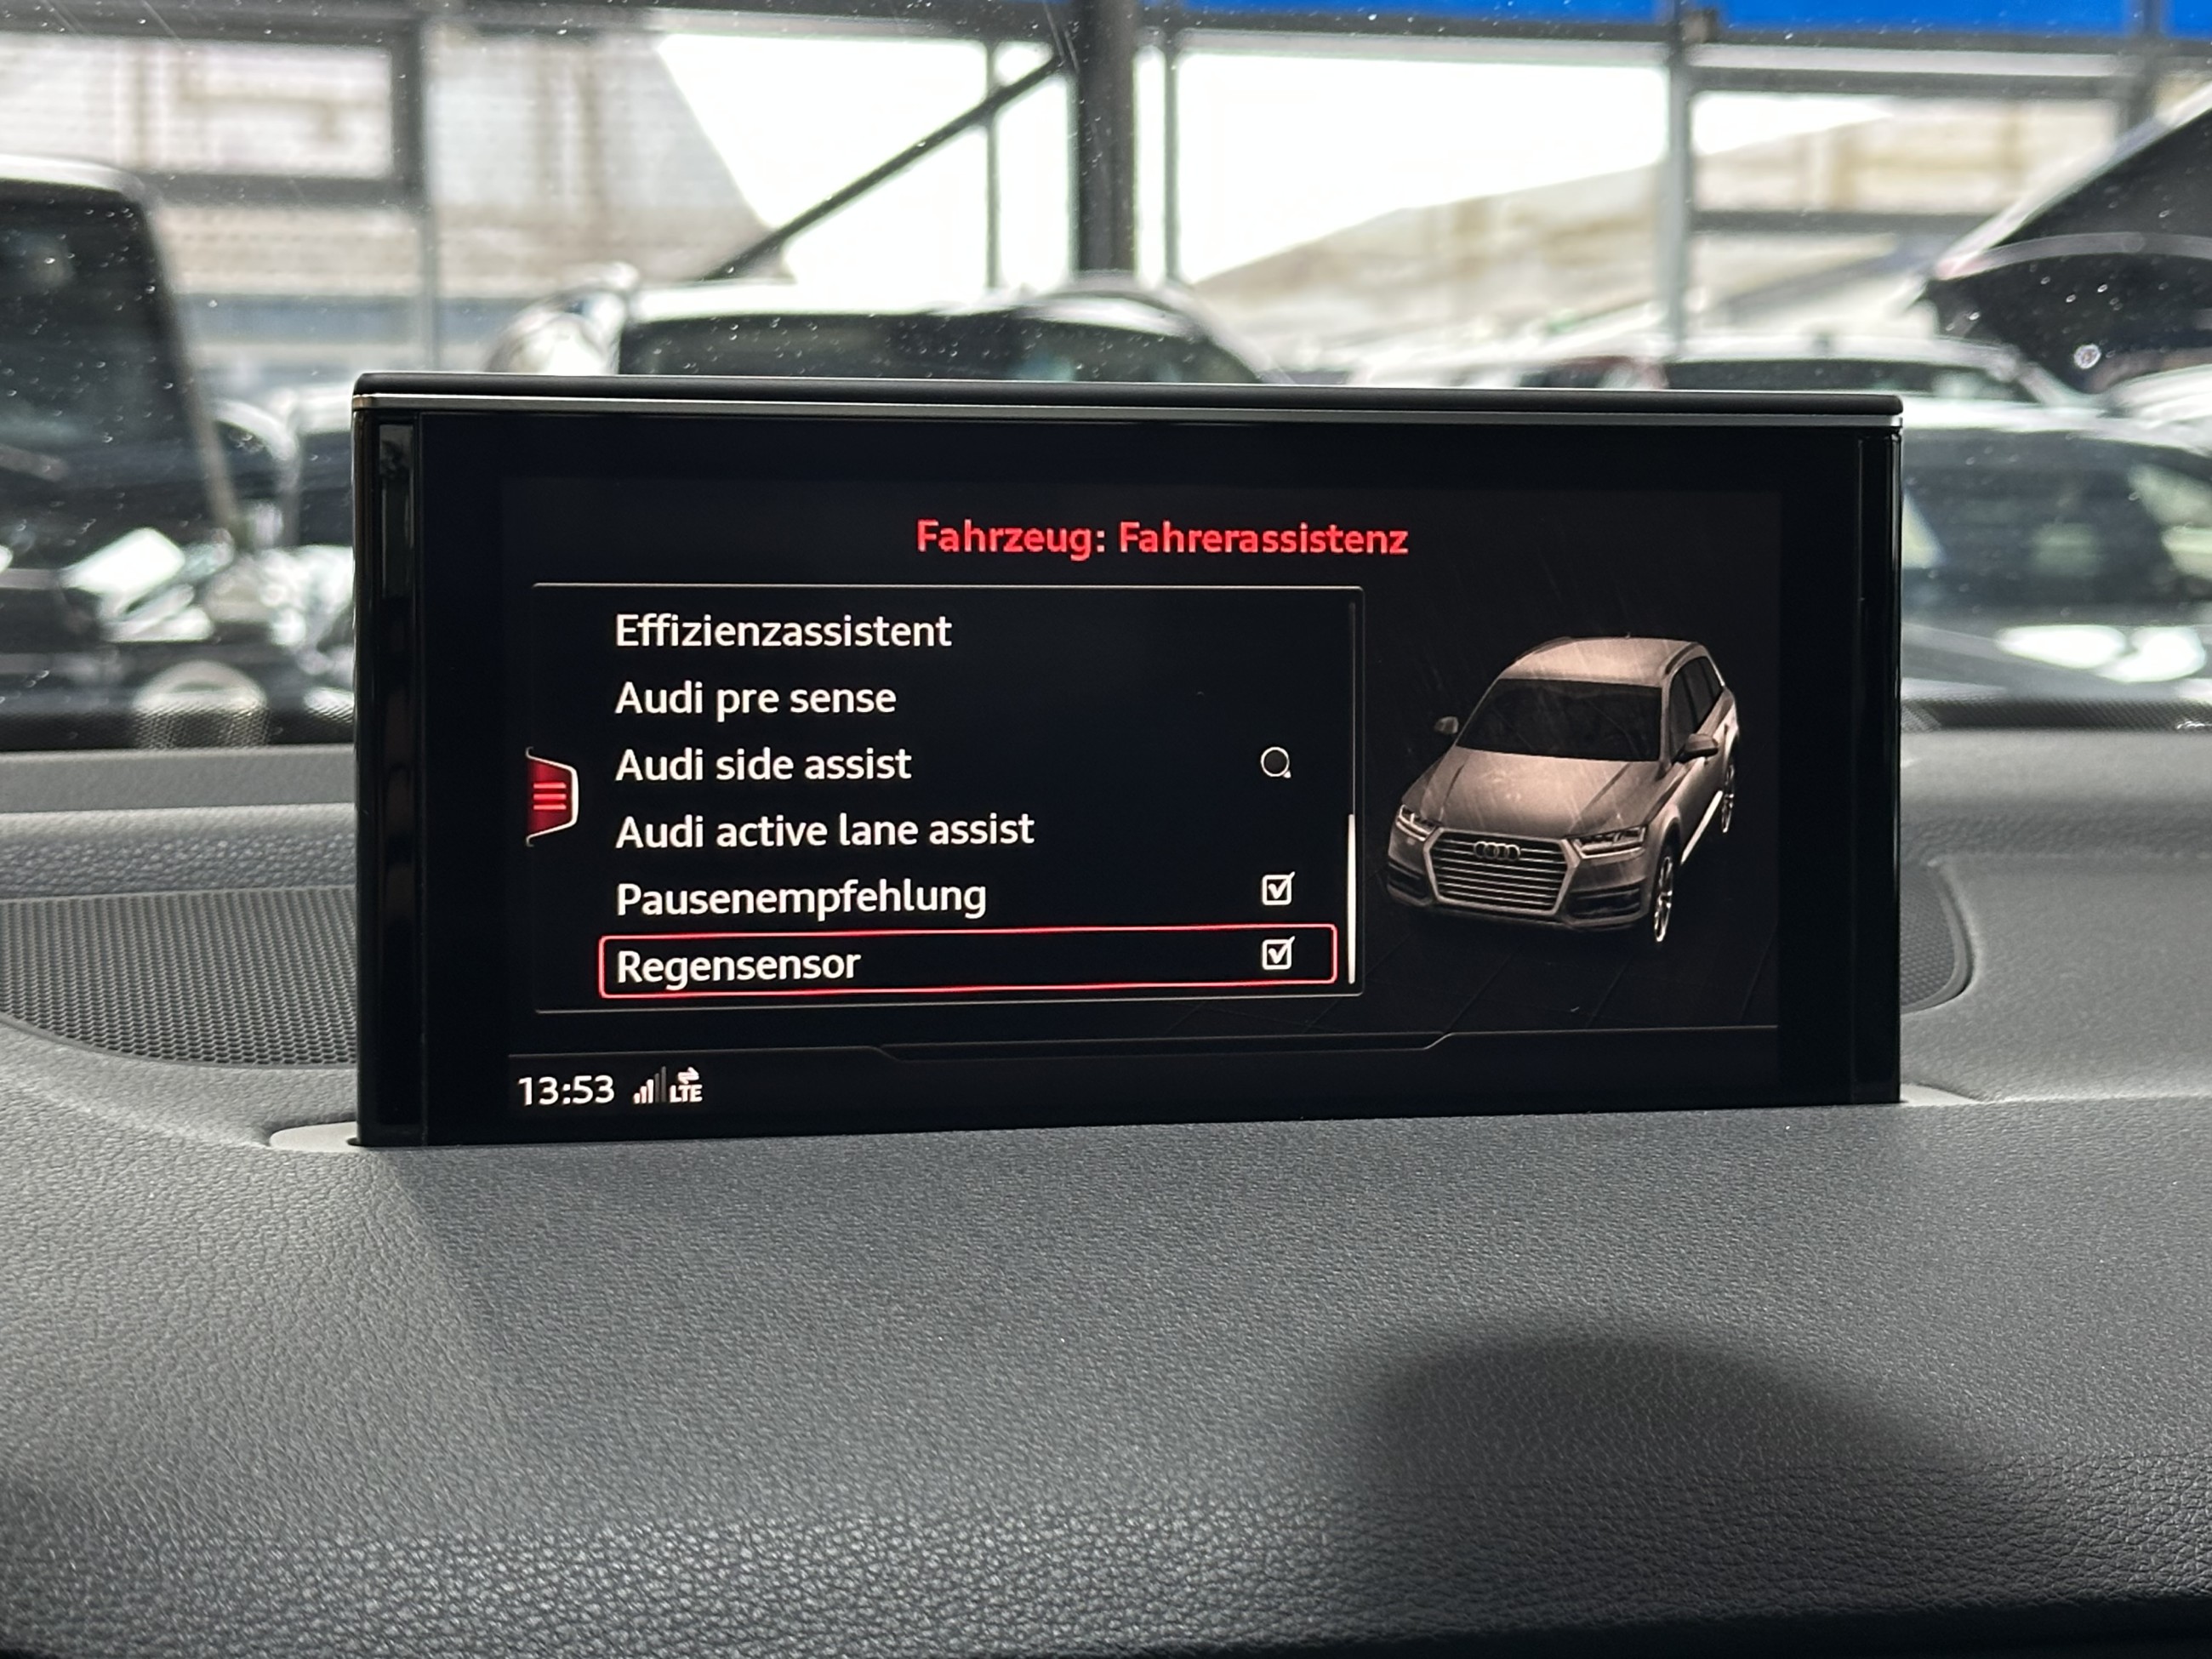 Fahrzeug: Fahrerassistenz
Effizienzassistent
Audi pre sense
Audi side assist
Audi active lane assist
Pausenempfehlung
Regensensor
13:53 LTE